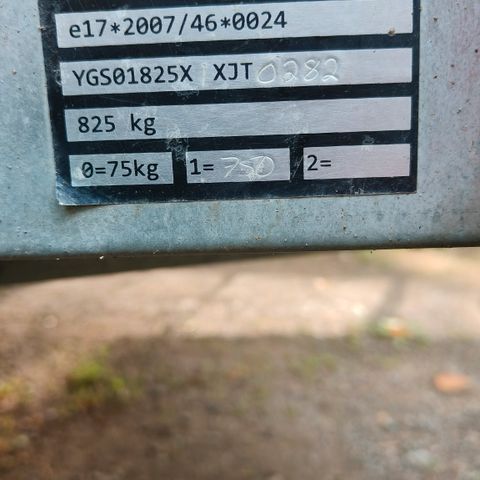 e17*2007/46*0024
YGS01825X XJT0282
825 kg
0=75kg 1=750 2=